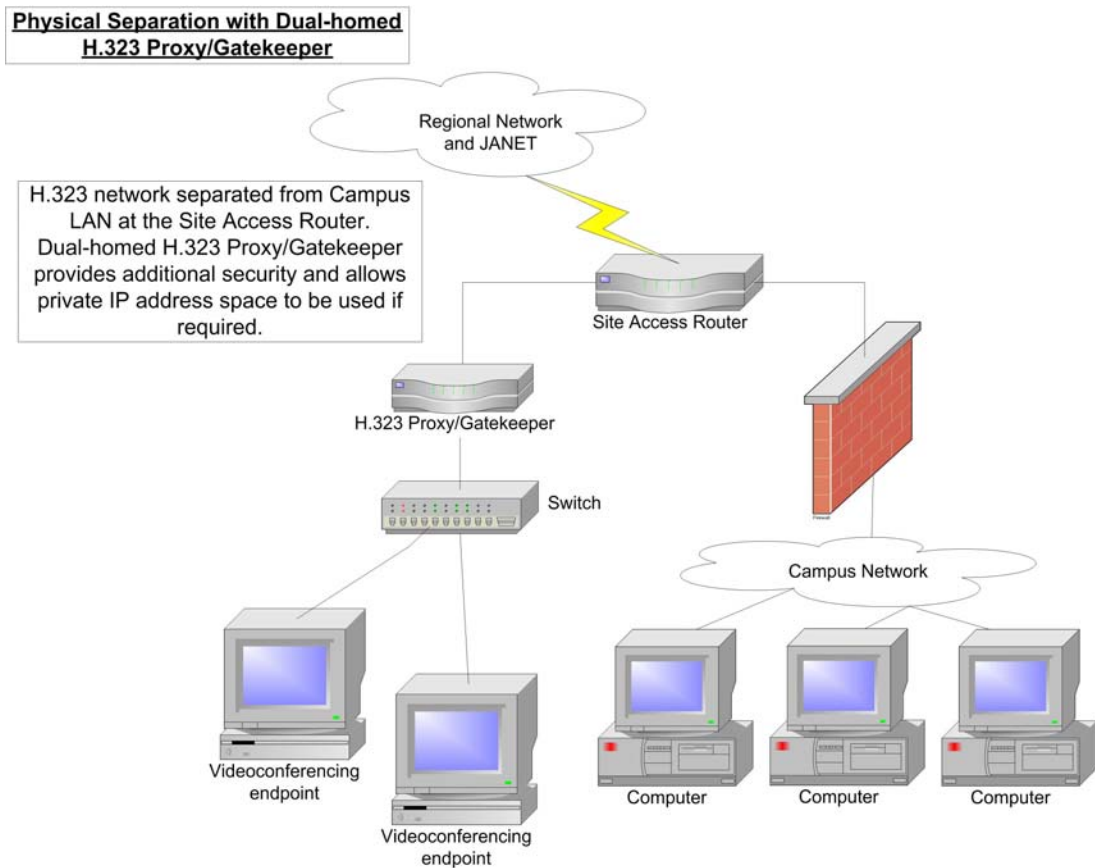 Physical Separation with Dual-homed
H.323 Proxy/Gatekeeper
Regional Network
and JANET
H.323 network separated from Campus
LAN at the Site Access Router.
Dual-homed H.323 Proxy/Gatekeeper
provides additional security and allows
private IP address space to be used if
required.
Site Access Router
H.323 Proxy/Gatekeeper
Switch
Firewall
Campus Network
Videoconferencing
endpoint
Videoconferencing
endpoint
Computer
Computer
Computer